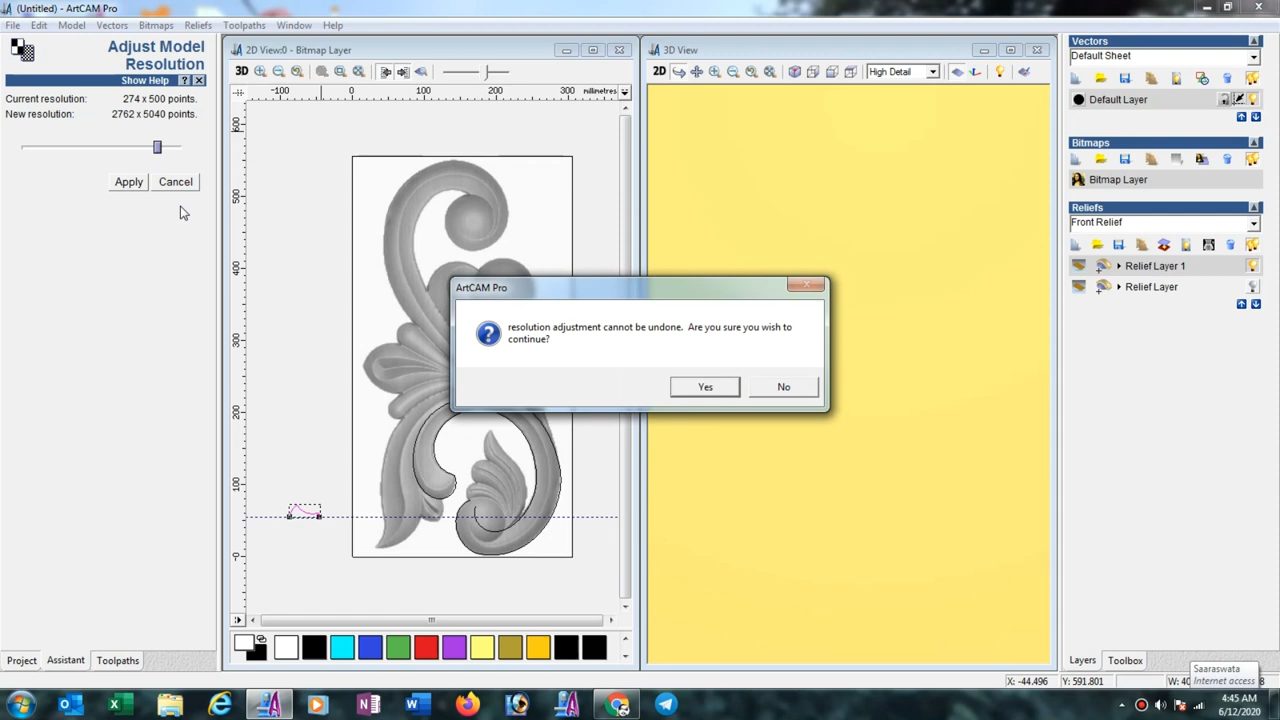 (Untitled) - ArtCAM Pro
File Edit Model Vectors Bitmaps Reliefs Toolpaths Window Help
Adjust Model
Resolution
Show Help ?
Current resolution: 274 x 500 points.
New resolution: 2762 x 5040 points.
Apply Cancel
2D View:0 - Bitmap Layer
3D
-100 0 100 200 300 millimetres
600
500
400
300
200
100
-0
3D View
2D High Detail
ArtCAM Pro
resolution adjustment cannot be undone. Are you sure you wish to
continue?
Yes No
Vectors
Default Sheet
Default Layer
Bitmaps
Bitmap Layer
Reliefs
Front Relief
Relief Layer 1
Relief Layer
Project Assistant Toolpaths
Layers Toolbox
X: -44.496 Y: 591.801 W: 40
Saaraswata
Internet access
4:45 AM
6/12/2020